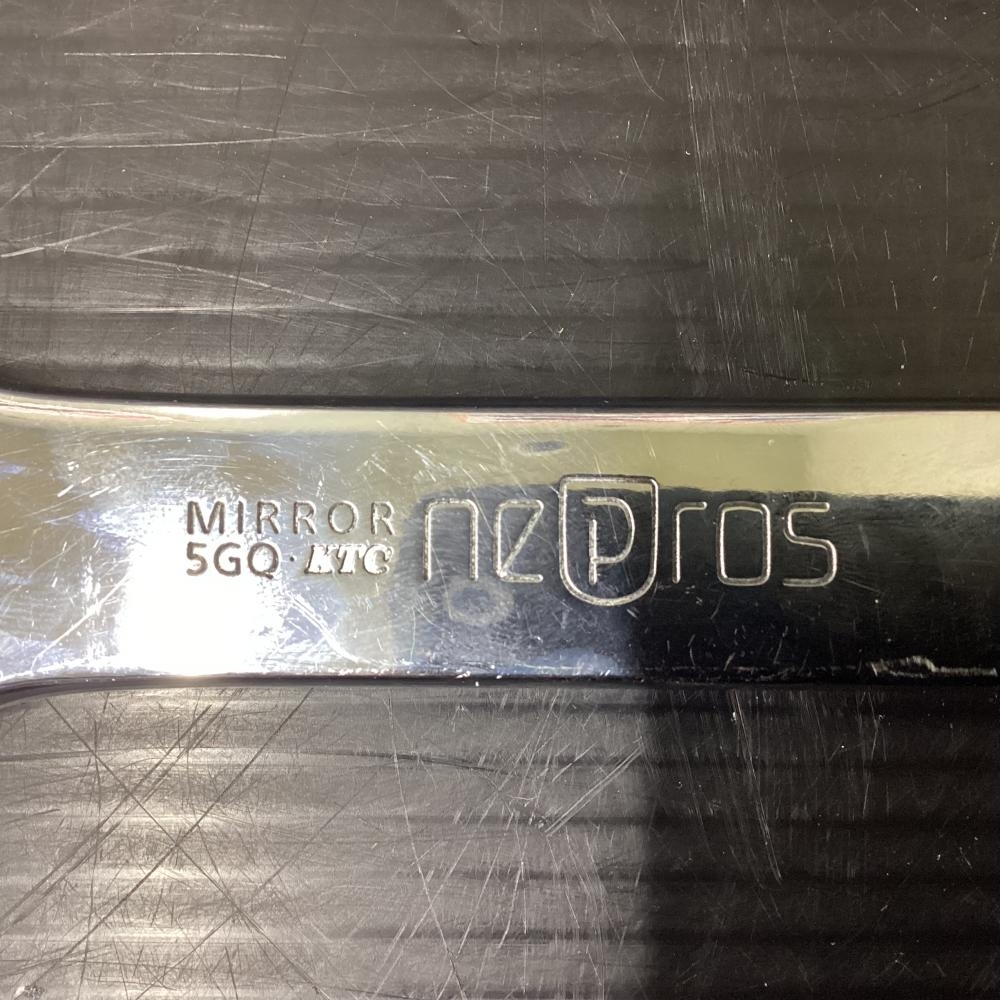 MIRROR
5GQ · KTC
nepros